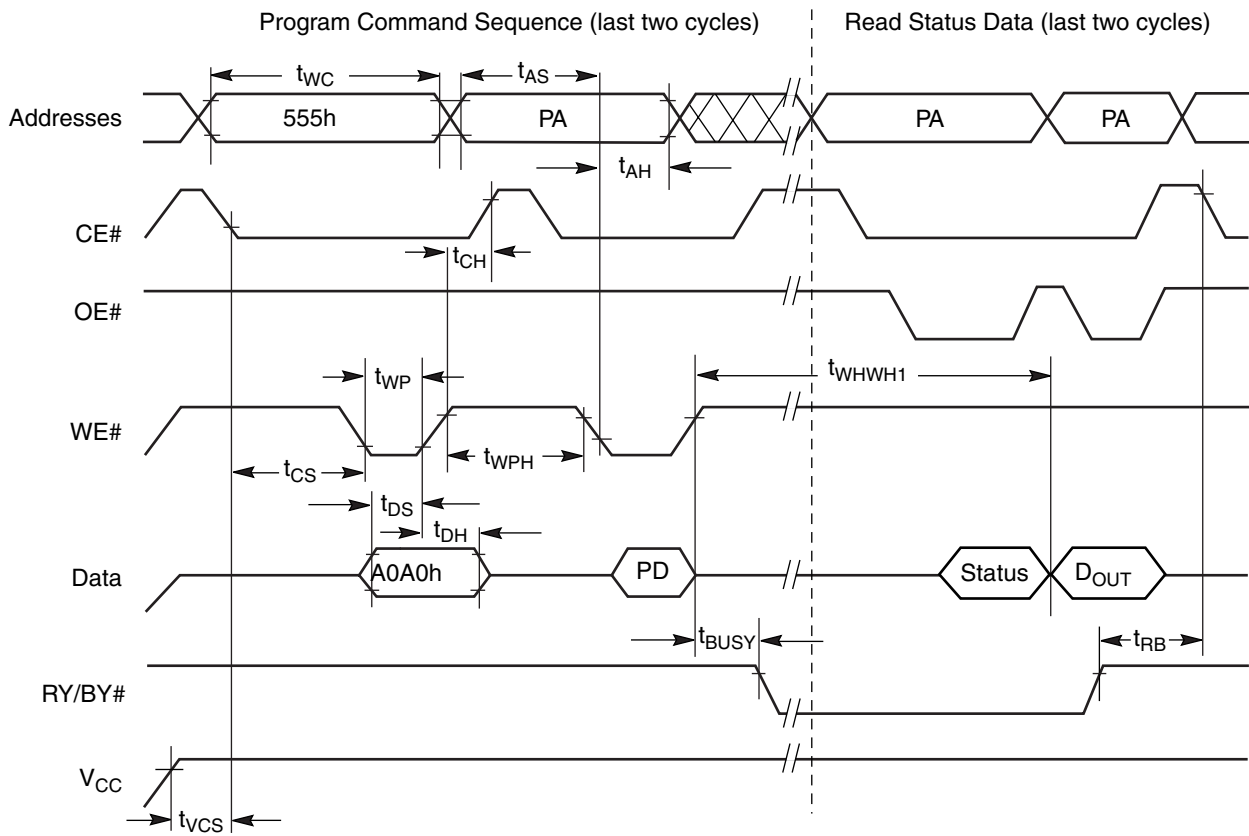 Program Command Sequence (last two cycles) Read Status Data (last two cycles)
tWC tAS
Addresses 555h PA PA PA
tAH
CE#
tCH
OE#
tWP tWHWH1
WE#
tCS tWPH
tDS
tDH
Data A0A0h PD Status DOUT
tBUSY tRB
RY/BY#
VCC
tVCS